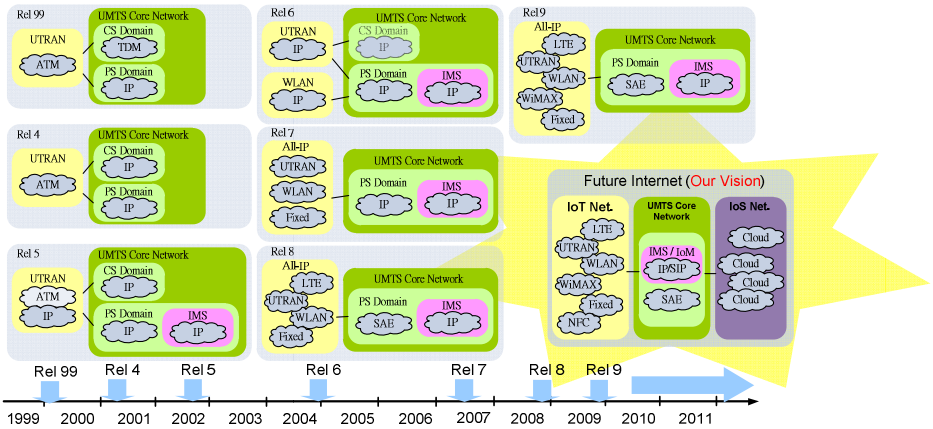 Rel 99
UMTS Core Network
UTRAN
CS Domain
TDM
ATM
PS Domain
IP
Rel 4
UMTS Core Network
UTRAN
CS Domain
IP
ATM
PS Domain
IP
Rel 5
UMTS Core Network
UTRAN
CS Domain
ATM
IP
IP
PS Domain
IMS
IP
IP
Rel 6
UMTS Core Network
UTRAN
CS Domain
IP
IP
WLAN
PS Domain
IMS
IP
IP
IP
Rel 7
All-IP
UMTS Core Network
UTRAN
WLAN
PS Domain
IMS
IP
IP
Fixed
Rel 8
All-IP
UMTS Core Network
LTE
UTRAN
WLAN
Fixed
PS Domain
IMS
SAE
IP
Rel 9
All-IP
UMTS Core Network
LTE
UTRAN
WLAN
WiMAX
Fixed
PS Domain
IMS
SAE
IP
Future Internet (Our Vision)
IoT Net.
LTE
UTRAN
WLAN
WiMAX
Fixed
NFC
UMTS Core
Network
IMS / IoM
IP/SIP
SAE
IoS Net.
Cloud
Cloud
Cloud
Cloud
Rel 99 Rel 4 Rel 5 Rel 6 Rel 7 Rel 8 Rel 9
1999 2000 2001 2002 2003 2004 2005 2006 2007 2008 2009 2010 2011